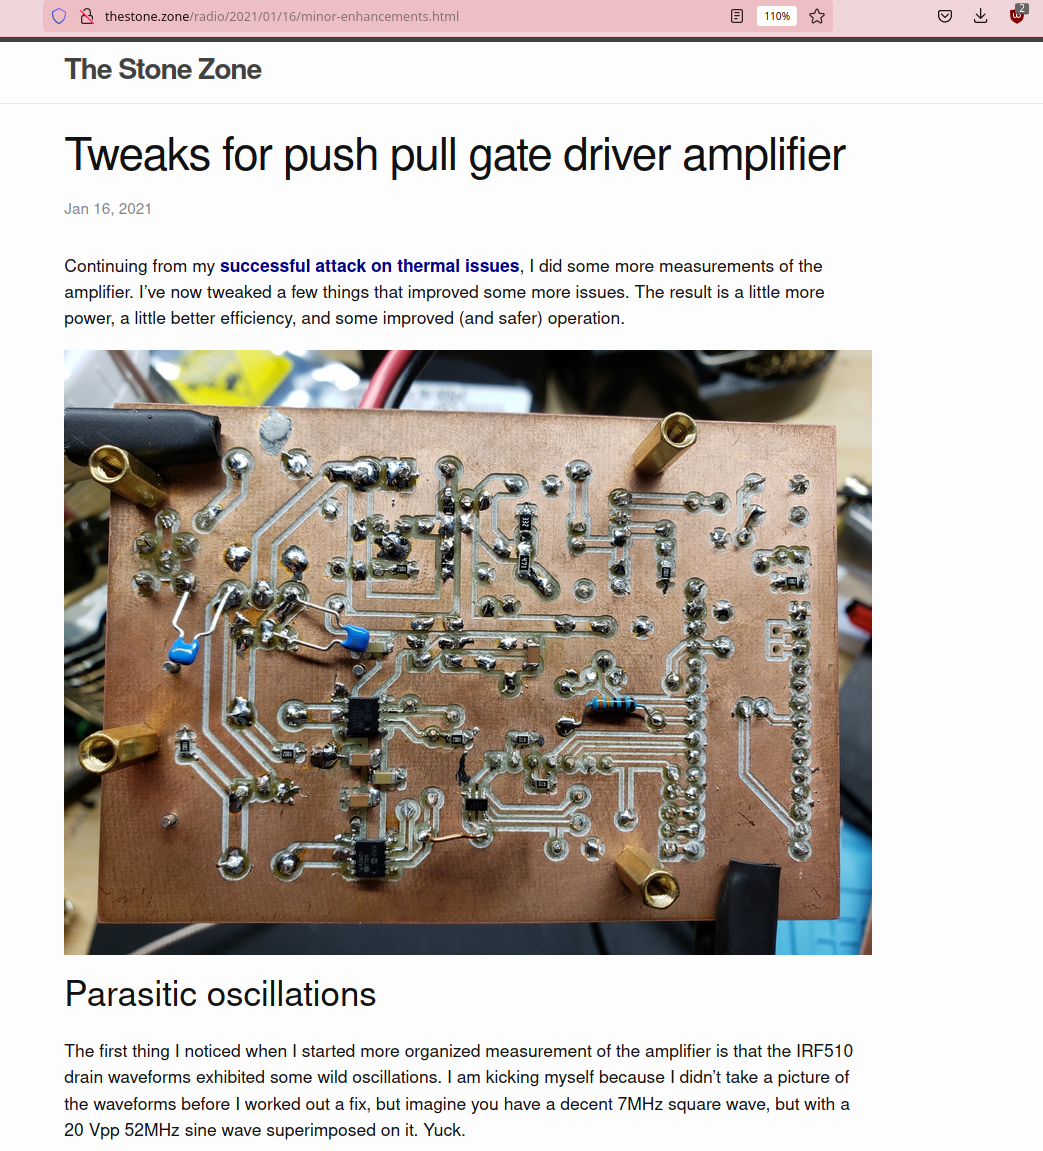 thestone.zone/radio/2021/01/16/minor-enhancements.html
110%
2
The Stone Zone
Tweaks for push pull gate driver amplifier
Jan 16, 2021
Continuing from my successful attack on thermal issues, I did some more measurements of the
amplifier. I’ve now tweaked a few things that improved some more issues. The result is a little more
power, a little better efficiency, and some improved (and safer) operation.
Parasitic oscillations
The first thing I noticed when I started more organized measurement of the amplifier is that the IRF510
drain waveforms exhibited some wild oscillations. I am kicking myself because I didn’t take a picture of
the waveforms before I worked out a fix, but imagine you have a decent 7MHz square wave, but with a
20 Vpp 52MHz sine wave superimposed on it. Yuck.